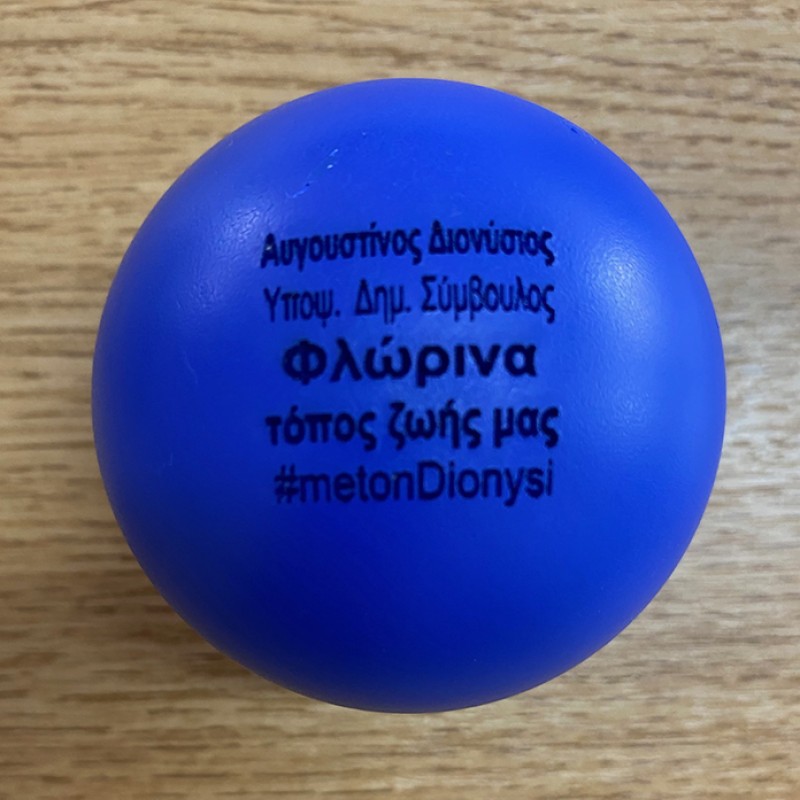 Αυγουστίνος Διονύσιος
Υποψ. Δημ. Σύμβουλος
Φλώρινα
τόπος ζωής μας
#metonDionysi